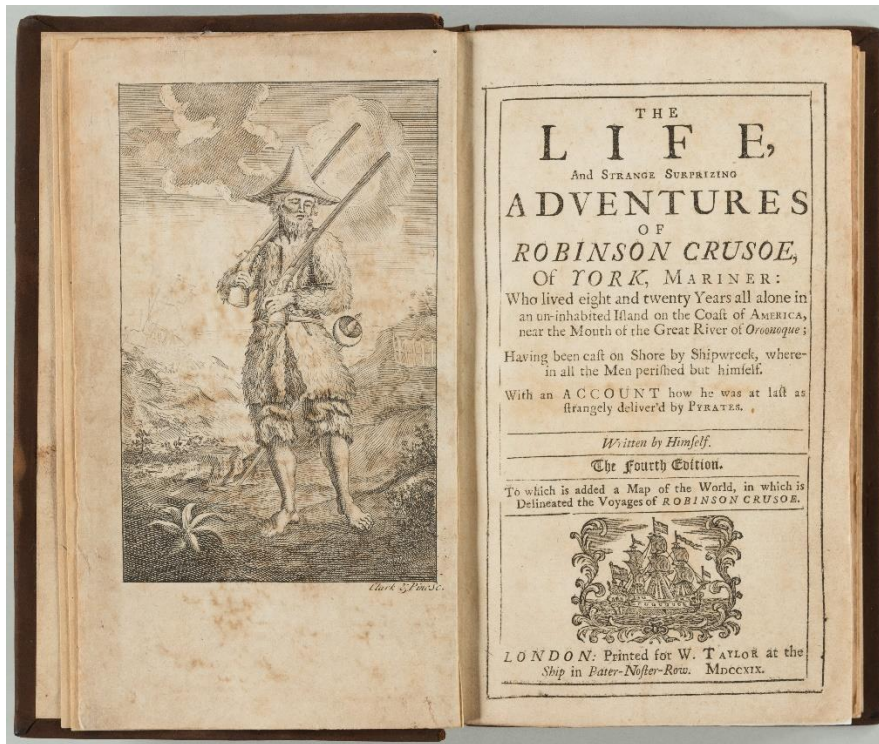 Clark & Pine sc.
THE
LIFE,
And STRANGE SURPRIZING
ADVENTURES
OF
ROBINSON CRUSOE,
Of YORK, MARINER:
Who lived eight and twenty Years all alone in
an un-inhabited Iſland on the Coaſt of AMERICA,
near the Mouth of the Great River of Oroonoque;
Having been caſt on Shore by Shipwreck, where-
in all the Men periſhed but himſelf.
With an ACCOUNT how he was at laſt as
ſtrangely deliver'd by PYRATES.
Written by Himſelf.
The Fourth Edition.
To which is added a Map of the World, in which is
Delineated the Voyages of ROBINSON CRUSOE.
LONDON: Printed for W. TAYLOR at the
Ship in Pater-Noſter-Row. MDCCXIX.